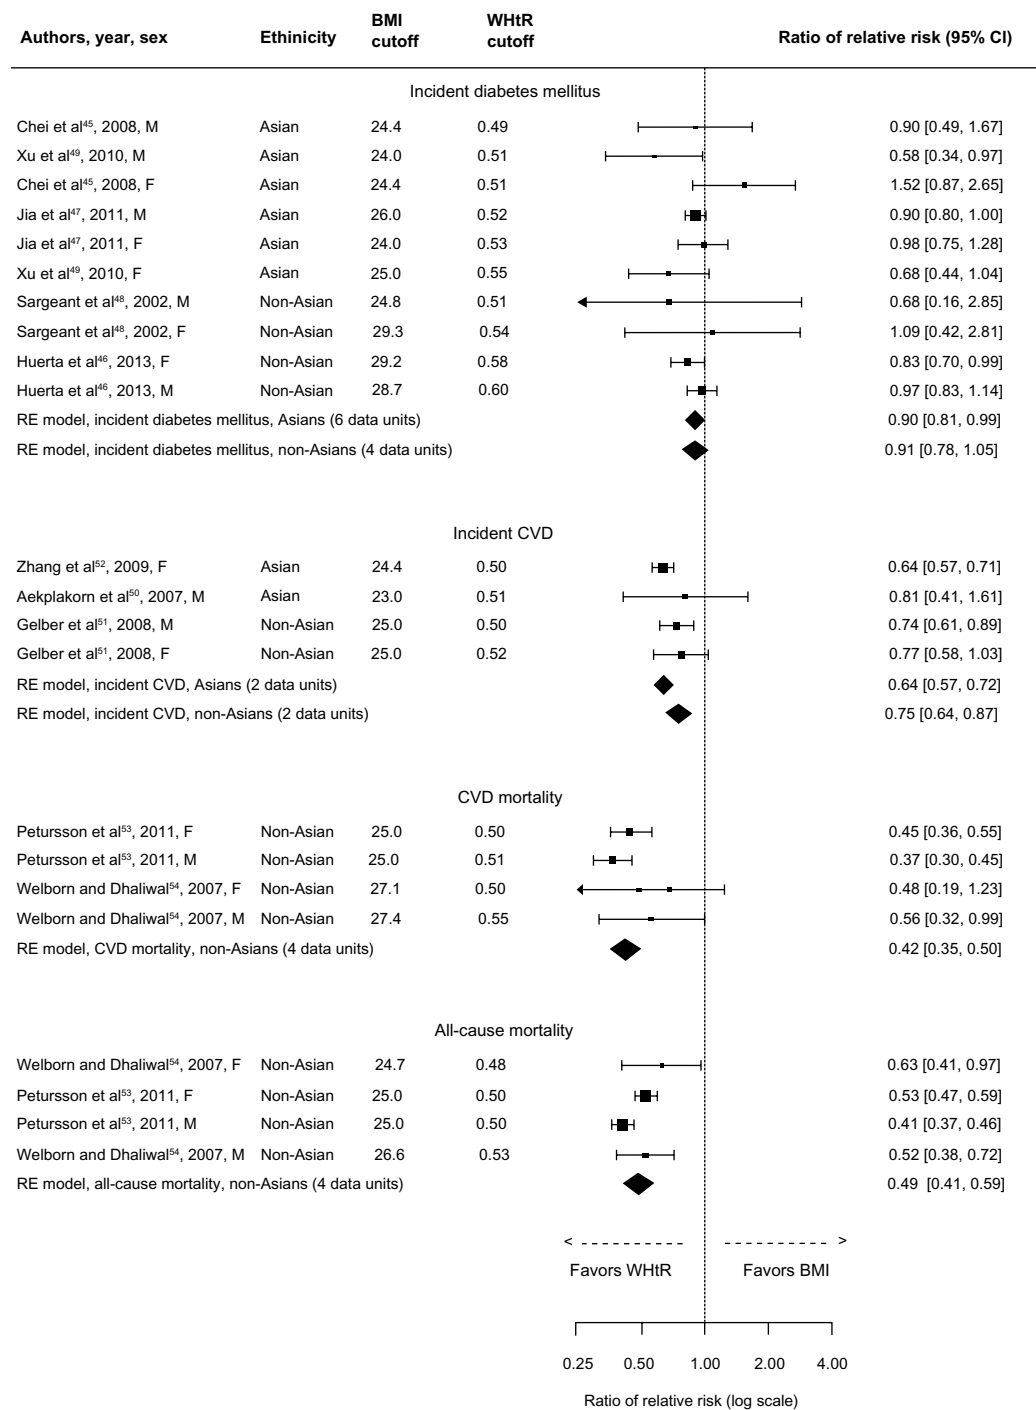 Authors, year, sex Ethinicity BMI cutoff WHtR cutoff Ratio of relative risk (95% CI)
Incident diabetes mellitus
Chei et al45, 2008, M Asian 24.4 0.49 0.90 [0.49, 1.67]
Xu et al49, 2010, M Asian 24.0 0.51 0.58 [0.34, 0.97]
Chei et al45, 2008, F Asian 24.4 0.51 1.52 [0.87, 2.65]
Jia et al47, 2011, M Asian 26.0 0.52 0.90 [0.80, 1.00]
Jia et al47, 2011, F Asian 24.0 0.53 0.98 [0.75, 1.28]
Xu et al49, 2010, F Asian 25.0 0.55 0.68 [0.44, 1.04]
Sargeant et al48, 2002, M Non-Asian 24.8 0.51 0.68 [0.16, 2.85]
Sargeant et al48, 2002, F Non-Asian 29.3 0.54 1.09 [0.42, 2.81]
Huerta et al46, 2013, F Non-Asian 29.2 0.58 0.83 [0.70, 0.99]
Huerta et al46, 2013, M Non-Asian 28.7 0.60 0.97 [0.83, 1.14]
RE model, incident diabetes mellitus, Asians (6 data units) 0.90 [0.81, 0.99]
RE model, incident diabetes mellitus, non-Asians (4 data units) 0.91 [0.78, 1.05]
Incident CVD
Zhang et al52, 2009, F Asian 24.4 0.50 0.64 [0.57, 0.71]
Aekplakorn et al50, 2007, M Asian 23.0 0.51 0.81 [0.41, 1.61]
Gelber et al51, 2008, M Non-Asian 25.0 0.50 0.74 [0.61, 0.89]
Gelber et al51, 2008, F Non-Asian 25.0 0.52 0.77 [0.58, 1.03]
RE model, incident CVD, Asians (2 data units) 0.64 [0.57, 0.72]
RE model, incident CVD, non-Asians (2 data units) 0.75 [0.64, 0.87]
CVD mortality
Petursson et al53, 2011, F Non-Asian 25.0 0.50 0.45 [0.36, 0.55]
Petursson et al53, 2011, M Non-Asian 25.0 0.51 0.37 [0.30, 0.45]
Welborn and Dhaliwal54, 2007, F Non-Asian 27.1 0.50 0.48 [0.19, 1.23]
Welborn and Dhaliwal54, 2007, M Non-Asian 27.4 0.55 0.56 [0.32, 0.99]
RE model, CVD mortality, non-Asians (4 data units) 0.42 [0.35, 0.50]
All-cause mortality
Welborn and Dhaliwal54, 2007, F Non-Asian 24.7 0.48 0.63 [0.41, 0.97]
Petursson et al53, 2011, F Non-Asian 25.0 0.50 0.53 [0.47, 0.59]
Petursson et al53, 2011, M Non-Asian 25.0 0.50 0.41 [0.37, 0.46]
Welborn and Dhaliwal54, 2007, M Non-Asian 26.6 0.53 0.52 [0.38, 0.72]
RE model, all-cause mortality, non-Asians (4 data units) 0.49 [0.41, 0.59]
< >
Favors WHtR Favors BMI
0.25 0.50 1.00 2.00 4.00
Ratio of relative risk (log scale)